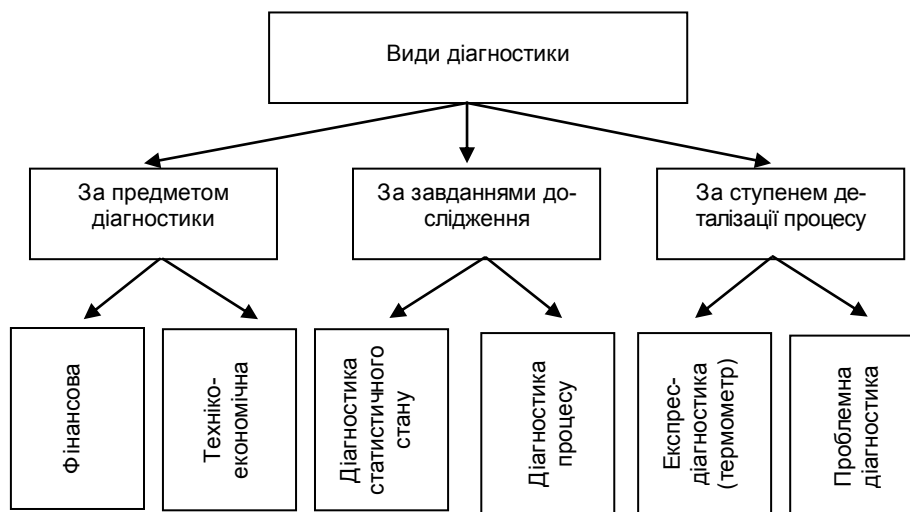 Види діагностики
За предметом
діагностики
За завданнями до-
слідження
За ступенем де-
талізації процесу
Фінансова
Техніко-
економічна
Діагностика
статистичного
стану
Діагностика
процесу
Експрес-
діагностика
(термометр)
Проблемна
діагностика